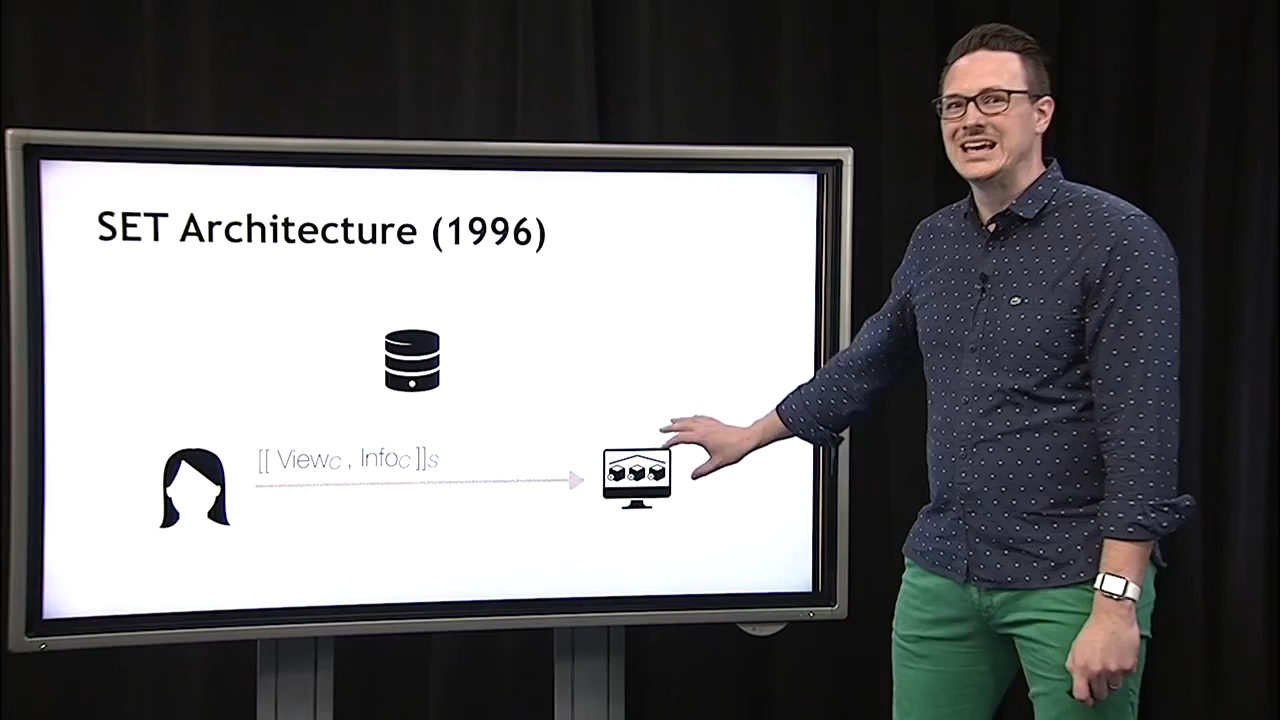 SET Architecture (1996)
[[ Viewc , Infoc ]]s